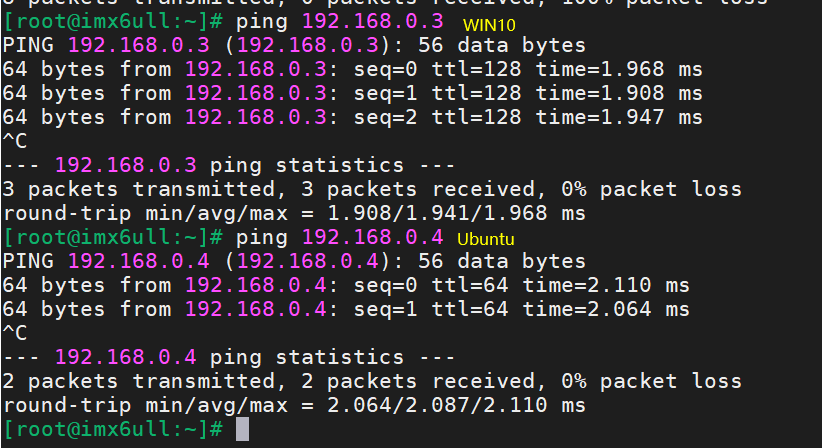 0 packets transmitted, 0 packets received, 100% packet loss
[root@imx6ull:~]# ping 192.168.0.3 WIN10
PING 192.168.0.3 (192.168.0.3): 56 data bytes
64 bytes from 192.168.0.3: seq=0 ttl=128 time=1.968 ms
64 bytes from 192.168.0.3: seq=1 ttl=128 time=1.908 ms
64 bytes from 192.168.0.3: seq=2 ttl=128 time=1.947 ms
^C
--- 192.168.0.3 ping statistics ---
3 packets transmitted, 3 packets received, 0% packet loss
round-trip min/avg/max = 1.908/1.941/1.968 ms
[root@imx6ull:~]# ping 192.168.0.4 Ubuntu
PING 192.168.0.4 (192.168.0.4): 56 data bytes
64 bytes from 192.168.0.4: seq=0 ttl=64 time=2.110 ms
64 bytes from 192.168.0.4: seq=1 ttl=64 time=2.064 ms
^C
--- 192.168.0.4 ping statistics ---
2 packets transmitted, 2 packets received, 0% packet loss
round-trip min/avg/max = 2.064/2.087/2.110 ms
[root@imx6ull:~]#